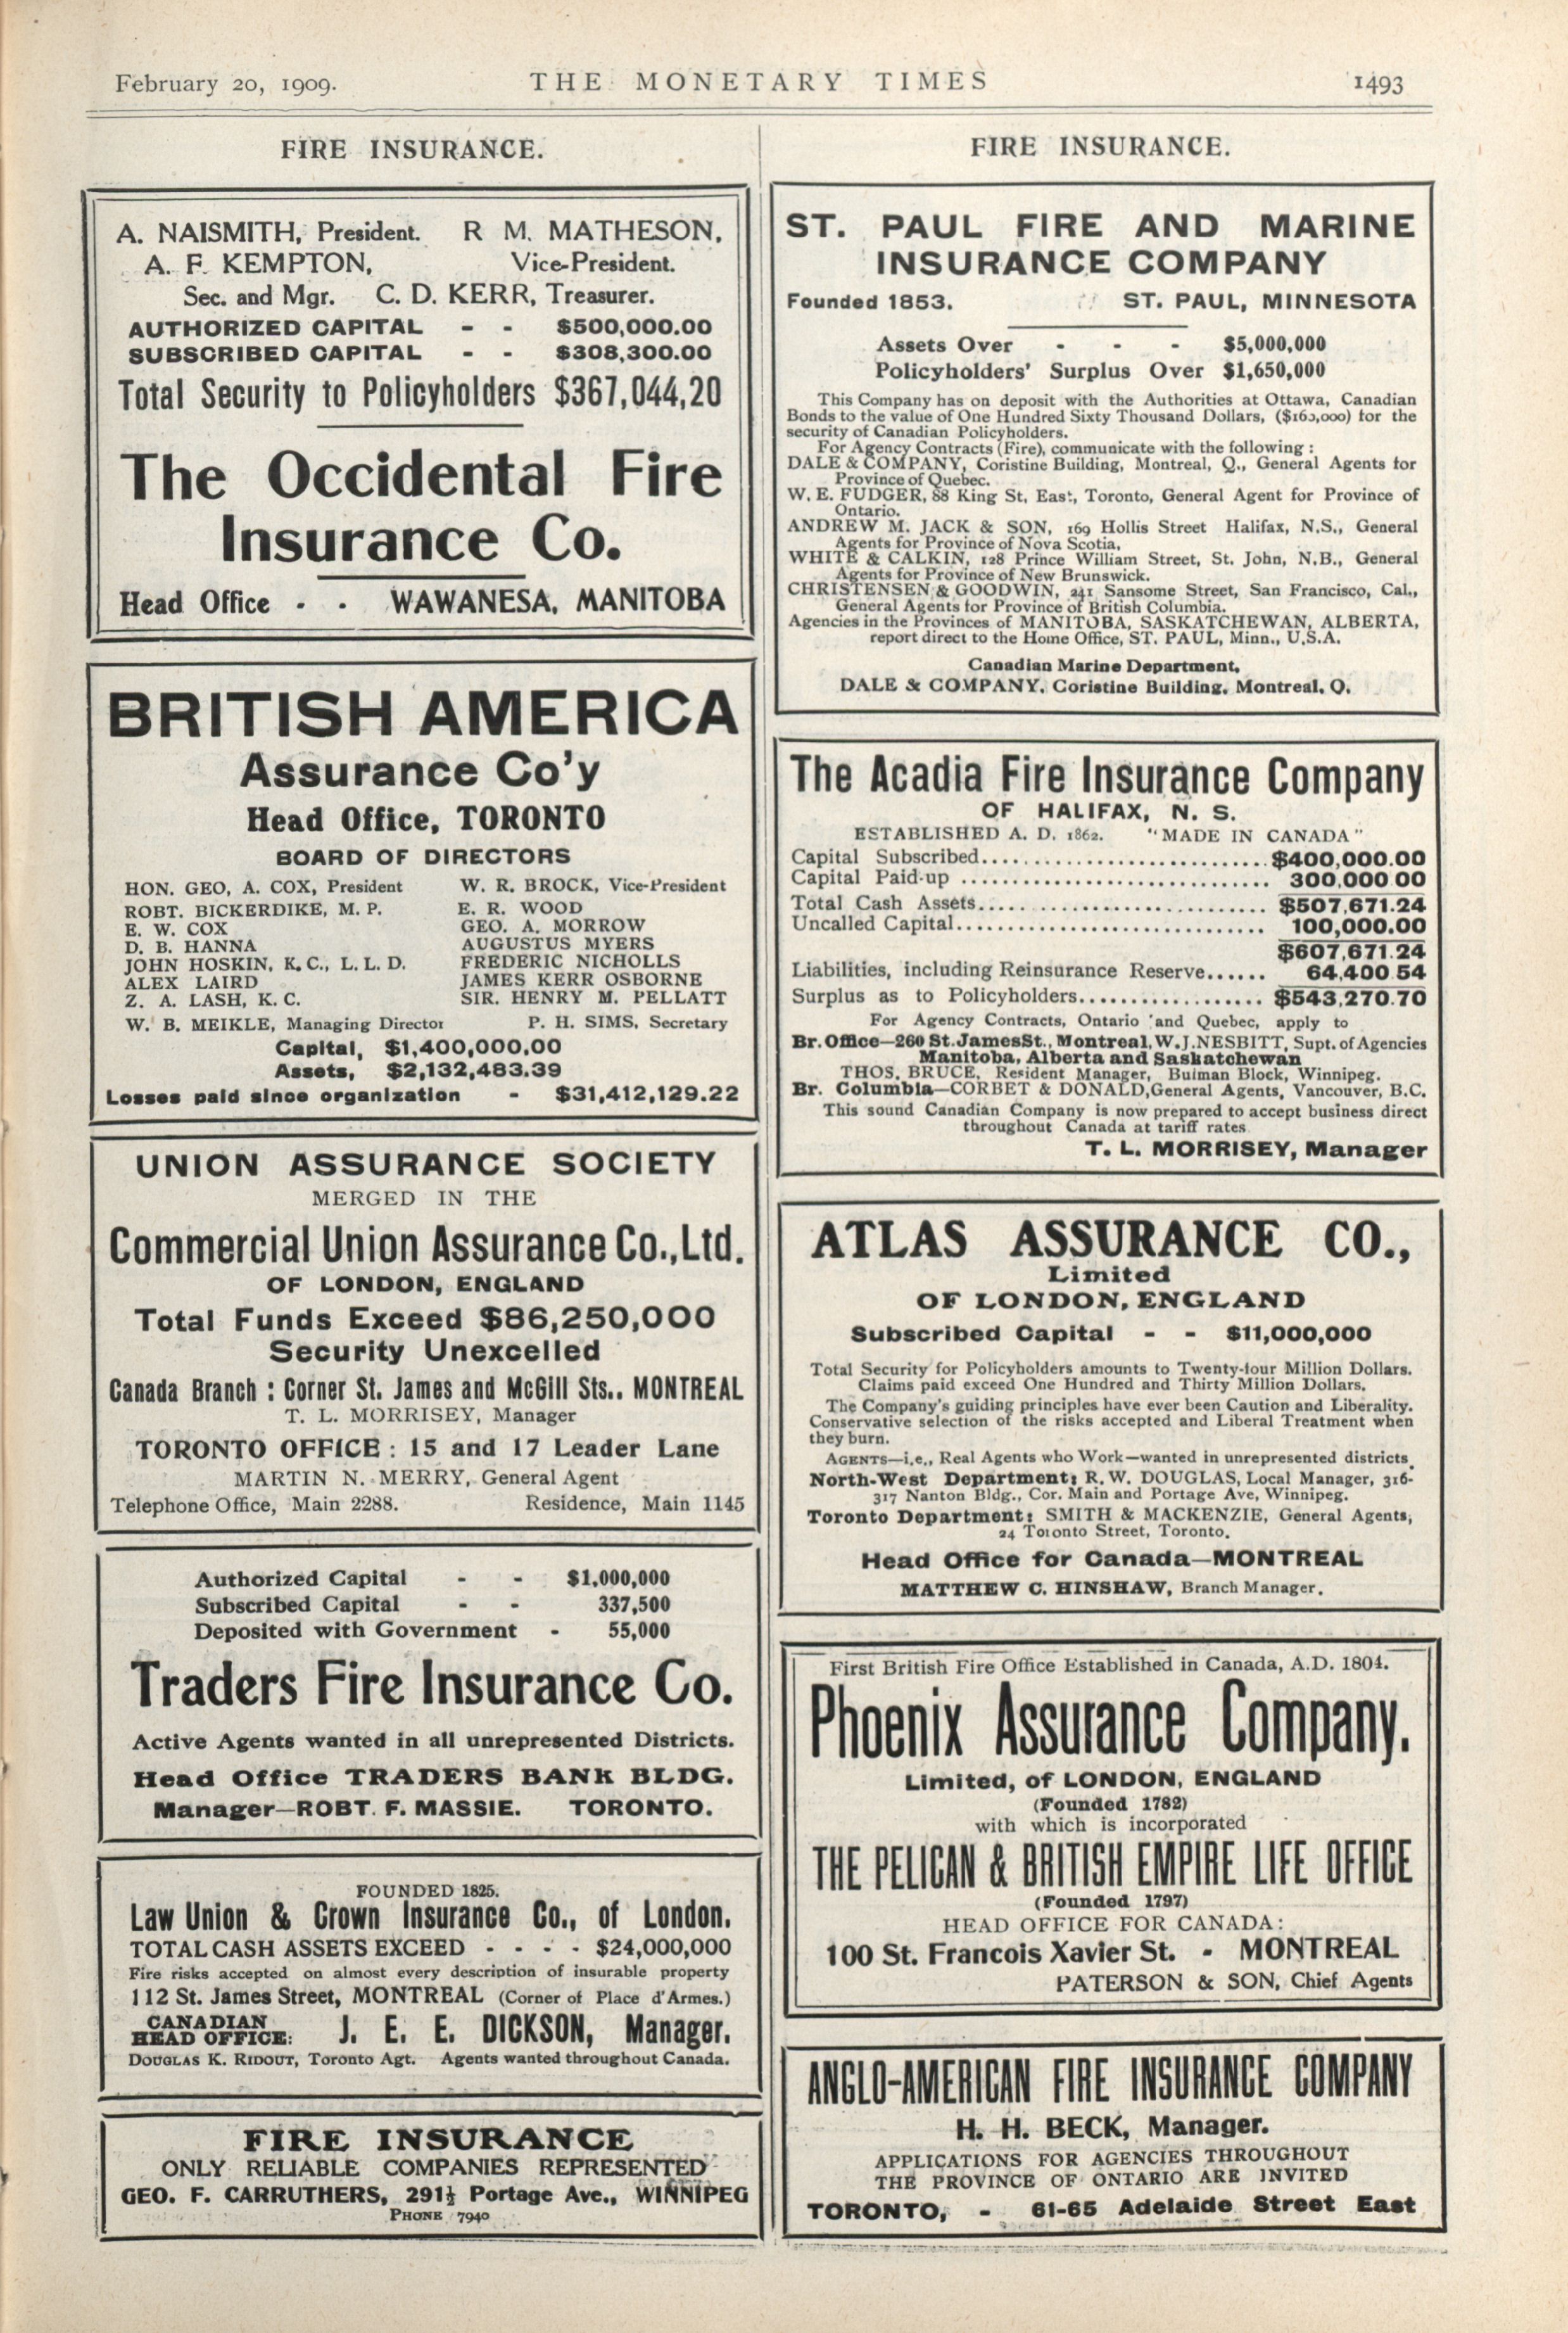 February 20, 1909. THE MONETARY TIMES 1493
FIRE INSURANCE.
A. NAISMITH, President. R M. MATHESON,
A. F. KEMPTON, Vice-President.
Sec. and Mgr. C. D. KERR, Treasurer.
AUTHORIZED CAPITAL - - $500,000.00
SUBSCRIBED CAPITAL - - $308,300.00
Total Security to Policyholders $367,044,20
The Occidental Fire
Insurance Co.
Head Office - - WAWANESA, MANITOBA
BRITISH AMERICA
Assurance Co'y
Head Office, TORONTO
BOARD OF DIRECTORS
HON. GEO, A. COX, President W. R. BROCK, Vice-President
ROBT. BICKERDIKE, M. P. E. R. WOOD
E. W. COX GEO. A. MORROW
D. B. HANNA AUGUSTUS MYERS
JOHN HOSKIN, K. C., L. L. D. FREDERIC NICHOLLS
ALEX LAIRD JAMES KERR OSBORNE
Z. A. LASH, K. C. SIR. HENRY M. PELLATT
W. B. MEIKLE, Managing Director P. H. SIMS, Secretary
Capital, $1,400,000.00
Assets, $2,132,483.39
Losses paid since organization - $31,412,129.22
UNION ASSURANCE SOCIETY
MERGED IN THE
Commercial Union Assurance Co., Ltd.
OF LONDON, ENGLAND
Total Funds Exceed $86,250,000
Security Unexcelled
Canada Branch : Corner St. James and McGill Sts.. MONTREAL
T. L. MORRISEY, Manager
TORONTO OFFICE : 15 and 17 Leader Lane
MARTIN N. MERRY, General Agent
Telephone Office, Main 2288. Residence, Main 1145
Authorized Capital - - $1,000,000
Subscribed Capital - - 337,500
Deposited with Government - 55,000
Traders Fire Insurance Co.
Active Agents wanted in all unrepresented Districts.
Head Office TRADERS BANK BLDG.
Manager—ROBT. F. MASSIE. TORONTO.
FOUNDED 1825.
Law Union & Crown Insurance Co., of London.
TOTAL CASH ASSETS EXCEED - - - - $24,000,000
Fire risks accepted on almost every description of insurable property
112 St. James Street, MONTREAL (Corner of Place d'Armes.)
CANADIAN
HEAD OFFICE: J. E. E. DICKSON, Manager.
DOUGLAS K. RIDOUT, Toronto Agt. Agents wanted throughout Canada.
FIRE INSURANCE
ONLY RELIABLE COMPANIES REPRESENTED
GEO. F. CARRUTHERS, 291½ Portage Ave., WINNIPEG
PHONE 7940
FIRE INSURANCE.
ST. PAUL FIRE AND MARINE
INSURANCE COMPANY
Founded 1853. ST. PAUL, MINNESOTA
Assets Over - - - $5,000,000
Policyholders' Surplus Over $1,650,000
This Company has on deposit with the Authorities at Ottawa, Canadian
Bonds to the value of One Hundred Sixty Thousand Dollars, ($160,000) for the
security of Canadian Policyholders.
For Agency Contracts (Fire), communicate with the following :
DALE & COMPANY, Coristine Building, Montreal, Q., General Agents for
Province of Quebec.
W. E. FUDGER, 88 King St, East, Toronto, General Agent for Province of
Ontario.
ANDREW M. JACK & SON, 169 Hollis Street Halifax, N.S., General
Agents for Province of Nova Scotia,
WHITE & CALKIN, 128 Prince William Street, St. John, N.B., General
Agents for Province of New Brunswick.
CHRISTENSEN & GOODWIN, 241 Sansome Street, San Francisco, Cal.,
General Agents for Province of British Columbia.
Agencies in the Provinces of MANITOBA, SASKATCHEWAN, ALBERTA,
report direct to the Home Office, ST. PAUL, Minn., U.S.A.
Canadian Marine Department,
DALE & COMPANY, Coristine Building, Montreal, Q.
The Acadia Fire Insurance Company
OF HALIFAX, N. S.
ESTABLISHED A. D. 1862. "MADE IN CANADA"
Capital Subscribed............................$400,000.00
Capital Paid-up ............................... 300,000 00
Total Cash Assets............................. $507,671.24
Uncalled Capital.............................. 100,000.00
$607,671.24
Liabilities, including Reinsurance Reserve...... 64,400.54
Surplus as to Policyholders.................. $543,270.70
For Agency Contracts, Ontario and Quebec, apply to
Br. Office—260 St. James St., Montreal, W. J. NESBITT, Supt. of Agencies
Manitoba, Alberta and Saskatchewan
THOS. BRUCE, Resident Manager, Bulman Block, Winnipeg.
Br. Columbia—CORBET & DONALD, General Agents, Vancouver, B.C.
This sound Canadian Company is now prepared to accept business direct
throughout Canada at tariff rates
T. L. MORRISEY, Manager
ATLAS ASSURANCE CO.,
Limited
OF LONDON, ENGLAND
Subscribed Capital - - $11,000,000
Total Security for Policyholders amounts to Twenty-four Million Dollars.
Claims paid exceed One Hundred and Thirty Million Dollars.
The Company's guiding principles have ever been Caution and Liberality.
Conservative selection of the risks accepted and Liberal Treatment when
they burn.
AGENTS—i.e., Real Agents who Work—wanted in unrepresented districts.
North-West Department: R. W. DOUGLAS, Local Manager, 316-
317 Nanton Bldg., Cor. Main and Portage Ave, Winnipeg.
Toronto Department: SMITH & MACKENZIE, General Agents,
24 Toronto Street, Toronto.
Head Office for Canada—MONTREAL
MATTHEW C. HINSHAW, Branch Manager.
First British Fire Office Established in Canada, A.D. 1804.
Phoenix Assurance Company.
Limited, of LONDON, ENGLAND
(Founded 1782)
with which is incorporated
THE PELICAN & BRITISH EMPIRE LIFE OFFICE
(Founded 1797)
HEAD OFFICE FOR CANADA:
100 St. Francois Xavier St. - MONTREAL
PATERSON & SON, Chief Agents
ANGLO-AMERICAN FIRE INSURANCE COMPANY
H. H. BECK, Manager.
APPLICATIONS FOR AGENCIES THROUGHOUT
THE PROVINCE OF ONTARIO ARE INVITED
TORONTO, - 61-65 Adelaide Street East